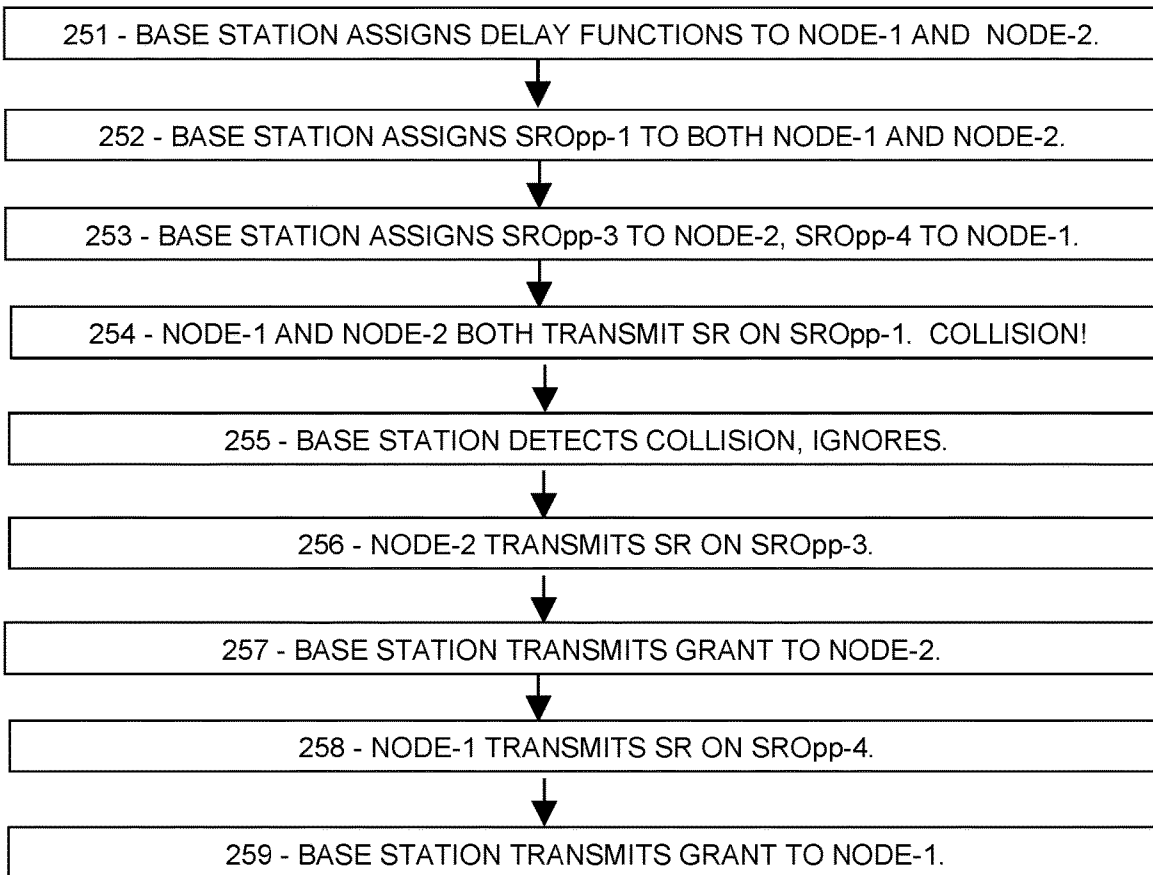 251 - BASE STATION ASSIGNS DELAY FUNCTIONS TO NODE-1 AND NODE-2.
252 - BASE STATION ASSIGNS SROpp-1 TO BOTH NODE-1 AND NODE-2.
253 - BASE STATION ASSIGNS SROpp-3 TO NODE-2, SROpp-4 TO NODE-1.
254 - NODE-1 AND NODE-2 BOTH TRANSMIT SR ON SROpp-1. COLLISION!
255 - BASE STATION DETECTS COLLISION, IGNORES.
256 - NODE-2 TRANSMITS SR ON SROpp-3.
257 - BASE STATION TRANSMITS GRANT TO NODE-2.
258 - NODE-1 TRANSMITS SR ON SROpp-4.
259 - BASE STATION TRANSMITS GRANT TO NODE-1.